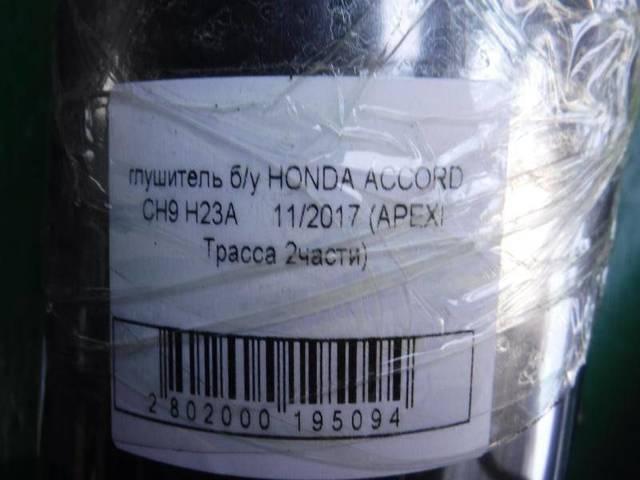 глушитель б/у HONDA ACCORD
CH9 H23A 11/2017 (APEXI
Трасса 2части)
2 802000 195094